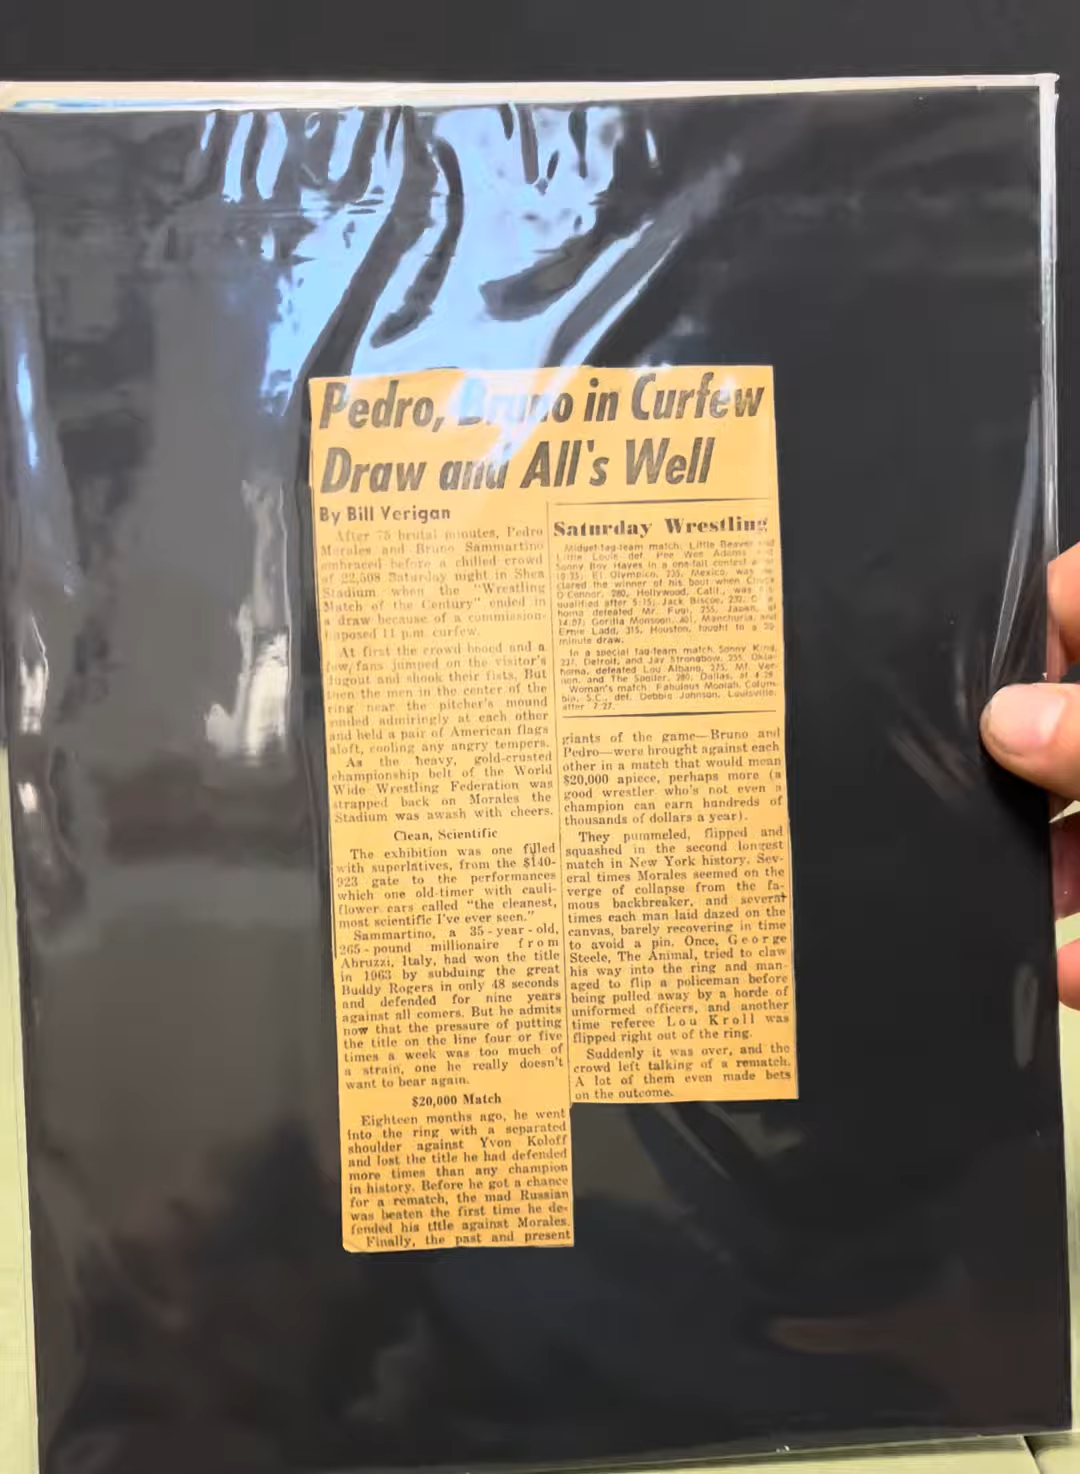 Pedro, Bruno in Curfew
Draw and All's Well
By Bill Verigan
After 75 brutal minutes, Pedro
Morales and Bruno Sammartino
embraced before a chilled crowd
of 22,508 Saturday night in Shea
Stadium when the "Wrestling
Match of the Century" ended in
a draw because of a commission-
imposed 11 p.m. curfew.
At first the crowd booed and a
few fans jumped on the visitor's
dugout and shook their fists. But
then the men in the center of the
ring near the pitcher's mound
smiled admiringly at each other
and held a pair of American flags
aloft, cooling any angry tempers.
As the heavy, gold-crusted
championship belt of the World
Wide Wrestling Federation was
strapped back on Morales the
Stadium was awash with cheers.
Clean, Scientific
The exhibition was one filled
with superlatives, from the $140-
923 gate to the performances
which one old-timer with cauli-
flower ears called "the cleanest,
most scientific I've ever seen."
Sammartino, a 35-year-old,
265-pound millionaire from
Abruzzi, Italy, had won the title
in 1963 by subduing the great
Buddy Rogers in only 48 seconds
and defended for nine years
against all comers. But he admits
now that the pressure of putting
the title on the line four or five
times a week was too much of
a strain, one he really doesn't
want to bear again.
$20,000 Match
Eighteen months ago, he went
into the ring with a separated
shoulder against Yvon Koloff
and lost the title he had defended
more times than any champion
in history. Before he got a chance
for a rematch, the mad Russian
was beaten the first time he de-
fended his title against Morales.
Finally, the past and present
Saturday Wrestling
Midget tag-team match: Little Beaver and
Little Louie def. Pee Wee Adams and
Sonny Boy Hayes in a one-fall contest
El Olympico, 235, Mexico, was
clared the winner of his bout when Chuck
O'Connor, 280, Hollywood, Calif., was
qualified after 5:15; Jack Biscoe, 232,
homa defeated Mr. Fugi, 255, Japan, at
14:07; Gorilla Monsoon, 401, Manchuria, and
Ernie Ladd, 315, Houston, fought to a 20-
minute draw.
In a special tag-team match, Sonny King,
237, Detroit, and Jay Strongbow, 255, Okla-
homa, defeated Lou Albano, 275, Mt. Ver-
non, and The Spoiler, 280, Dallas, at
Woman's match: Fabulous Moolah, Colum-
bia, S.C., def. Debbie Johnson, Louisville,
after 7:27.
giants of the game—Bruno and
Pedro—were brought against each
other in a match that would mean
$20,000 apiece, perhaps more (a
good wrestler who's not even a
champion can earn hundreds of
thousands of dollars a year).
They pummeled, flipped and
squashed in the second longest
match in New York history. Sev-
eral times Morales seemed on the
verge of collapse from the fa-
mous backbreaker, and several
times each man laid dazed on the
canvas, barely recovering in time
to avoid a pin. Once, George
Steele, The Animal, tried to claw
his way into the ring and man-
aged to flip a policeman before
being pulled away by a horde of
uniformed officers, and another
time referee Lou Kroll was
flipped right out of the ring.
Suddenly it was over, and the
crowd left talking of a rematch.
A lot of them even made bets
on the outcome.